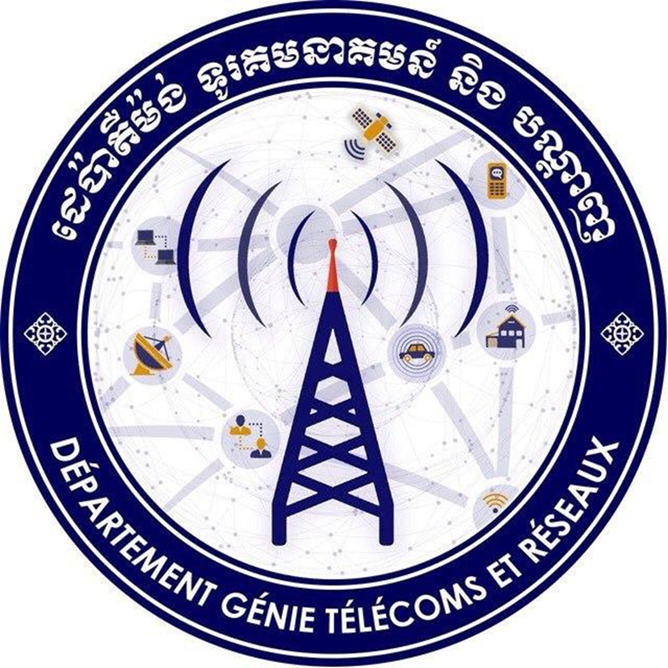 ដេប៉ាតឺម៉ង់ ទូរគមនាគមន៍ និង បណ្តាញ
DÉPARTEMENT GÉNIE TÉLÉCOMS ET RÉSEAUX